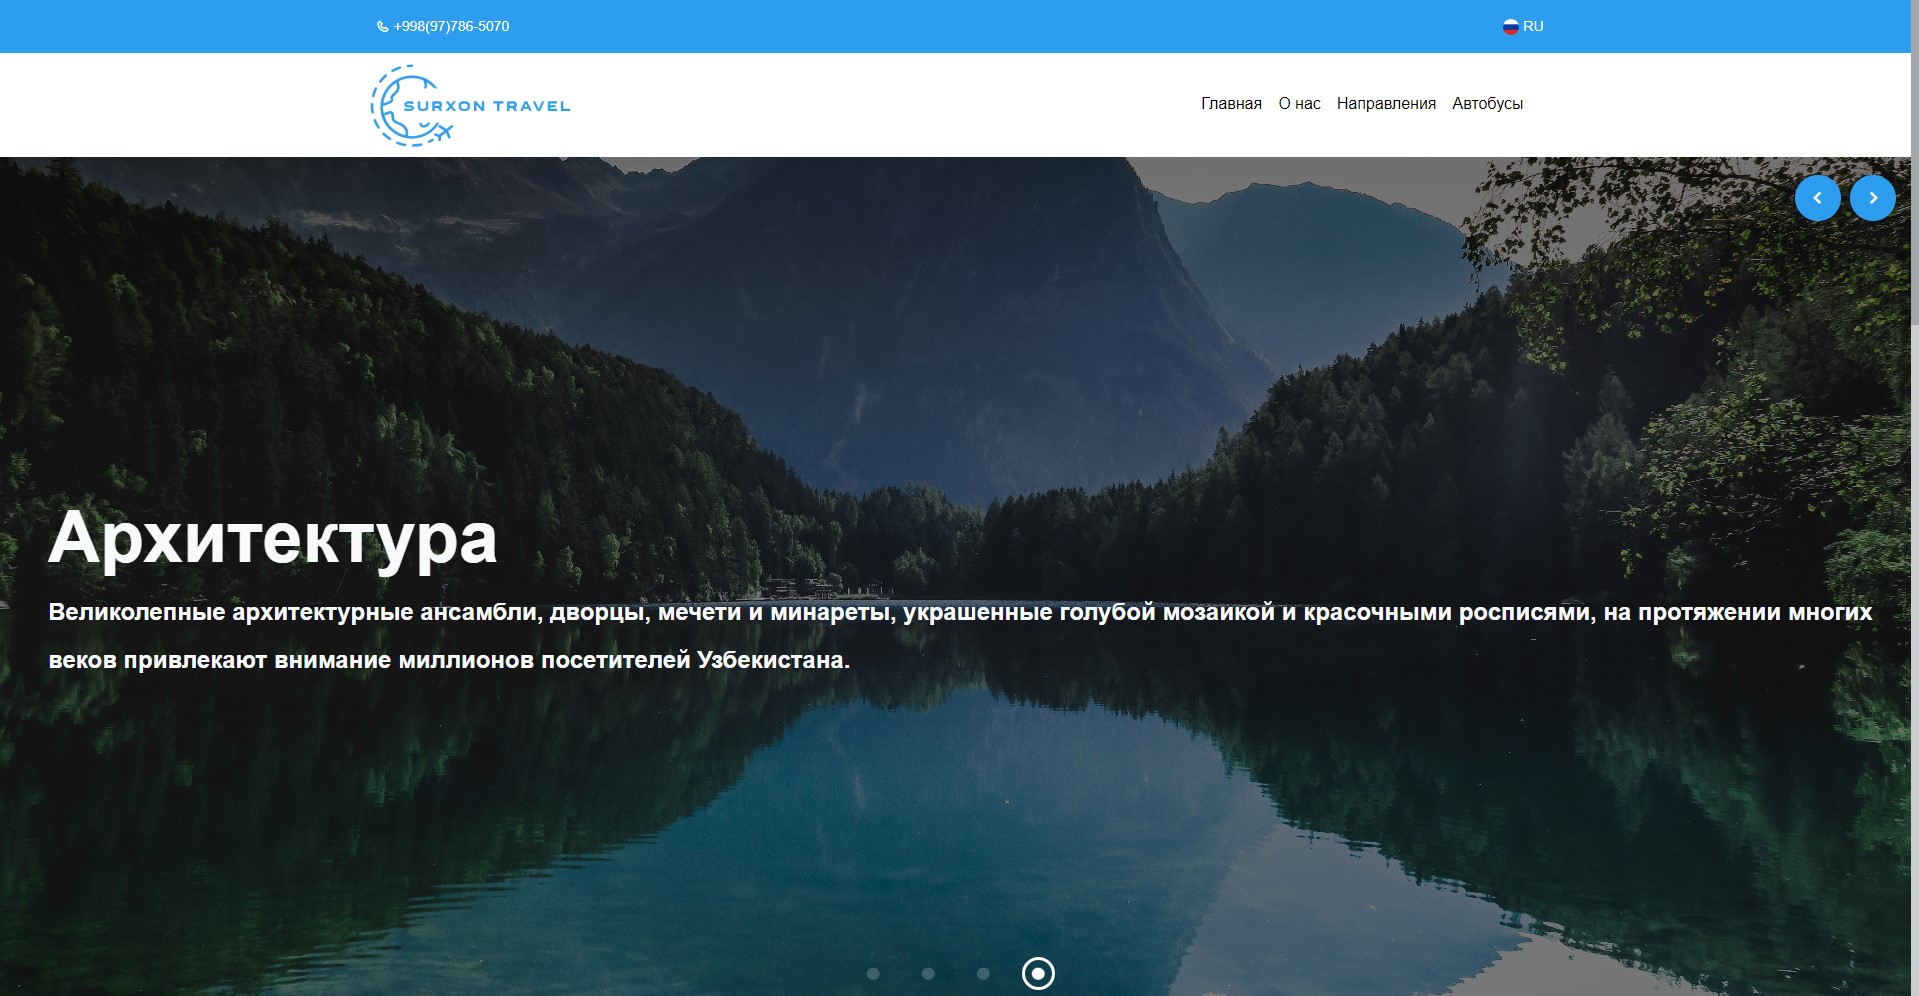 +998(97)786-5070
RU
SURXON TRAVEL
Главная О нас Направления Автобусы
Архитектура
Великолепные архитектурные ансамбли, дворцы, мечети и минареты, украшенные голубой мозаикой и красочными росписями, на протяжении многих
веков привлекают внимание миллионов посетителей Узбекистана.